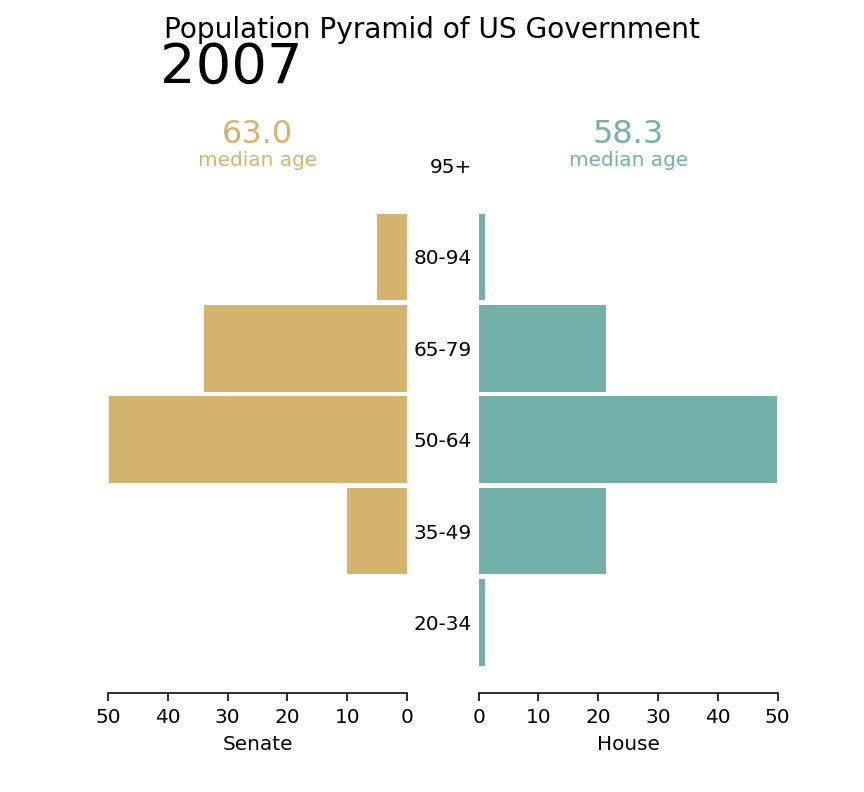 Population Pyramid of US Government
2007
63.0
median age
58.3
median age
95+
80-94
65-79
50-64
35-49
20-34
50 40 30 20 10 0
0 10 20 30 40 50
Senate
House